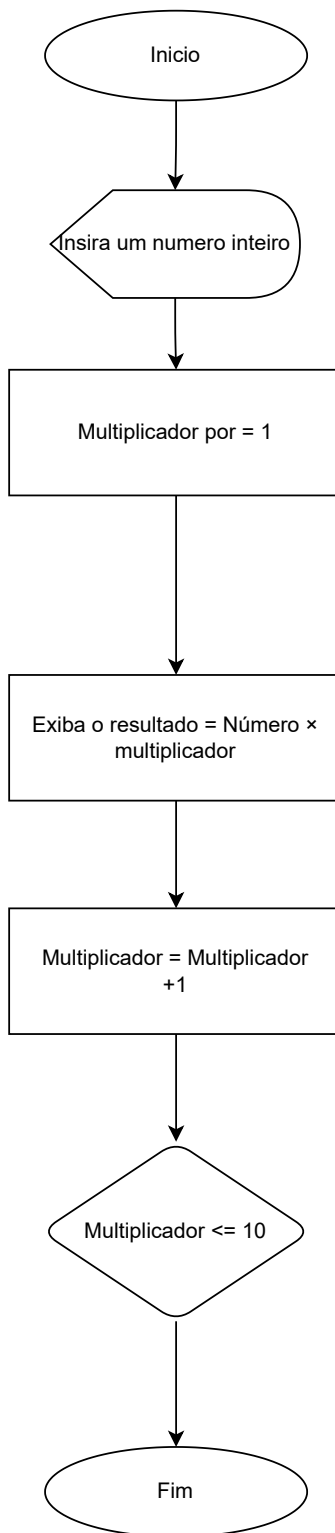 Inicio
Insira um numero inteiro
Multiplicador por = 1
Exiba o resultado = Número ×
multiplicador
Multiplicador = Multiplicador
+1
Multiplicador <= 10
Fim